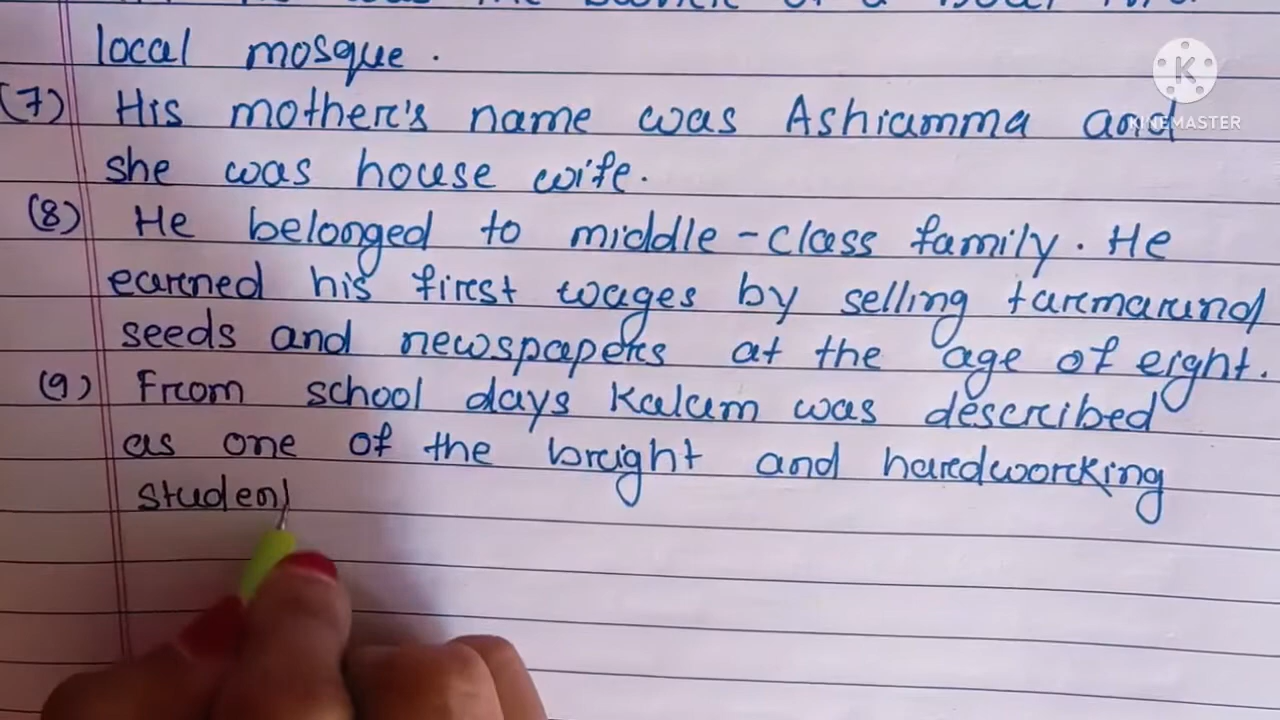 local mosque.
(7) His mother's name was Ashiamma and
she was house wife.
(8) He belonged to middle-class family. He
earned his first wages by selling tarmarund
seeds and newspapers at the age of eight.
(9) From school days Kalam was described
as one of the bright and hardworking
student
K
KINEMASTER